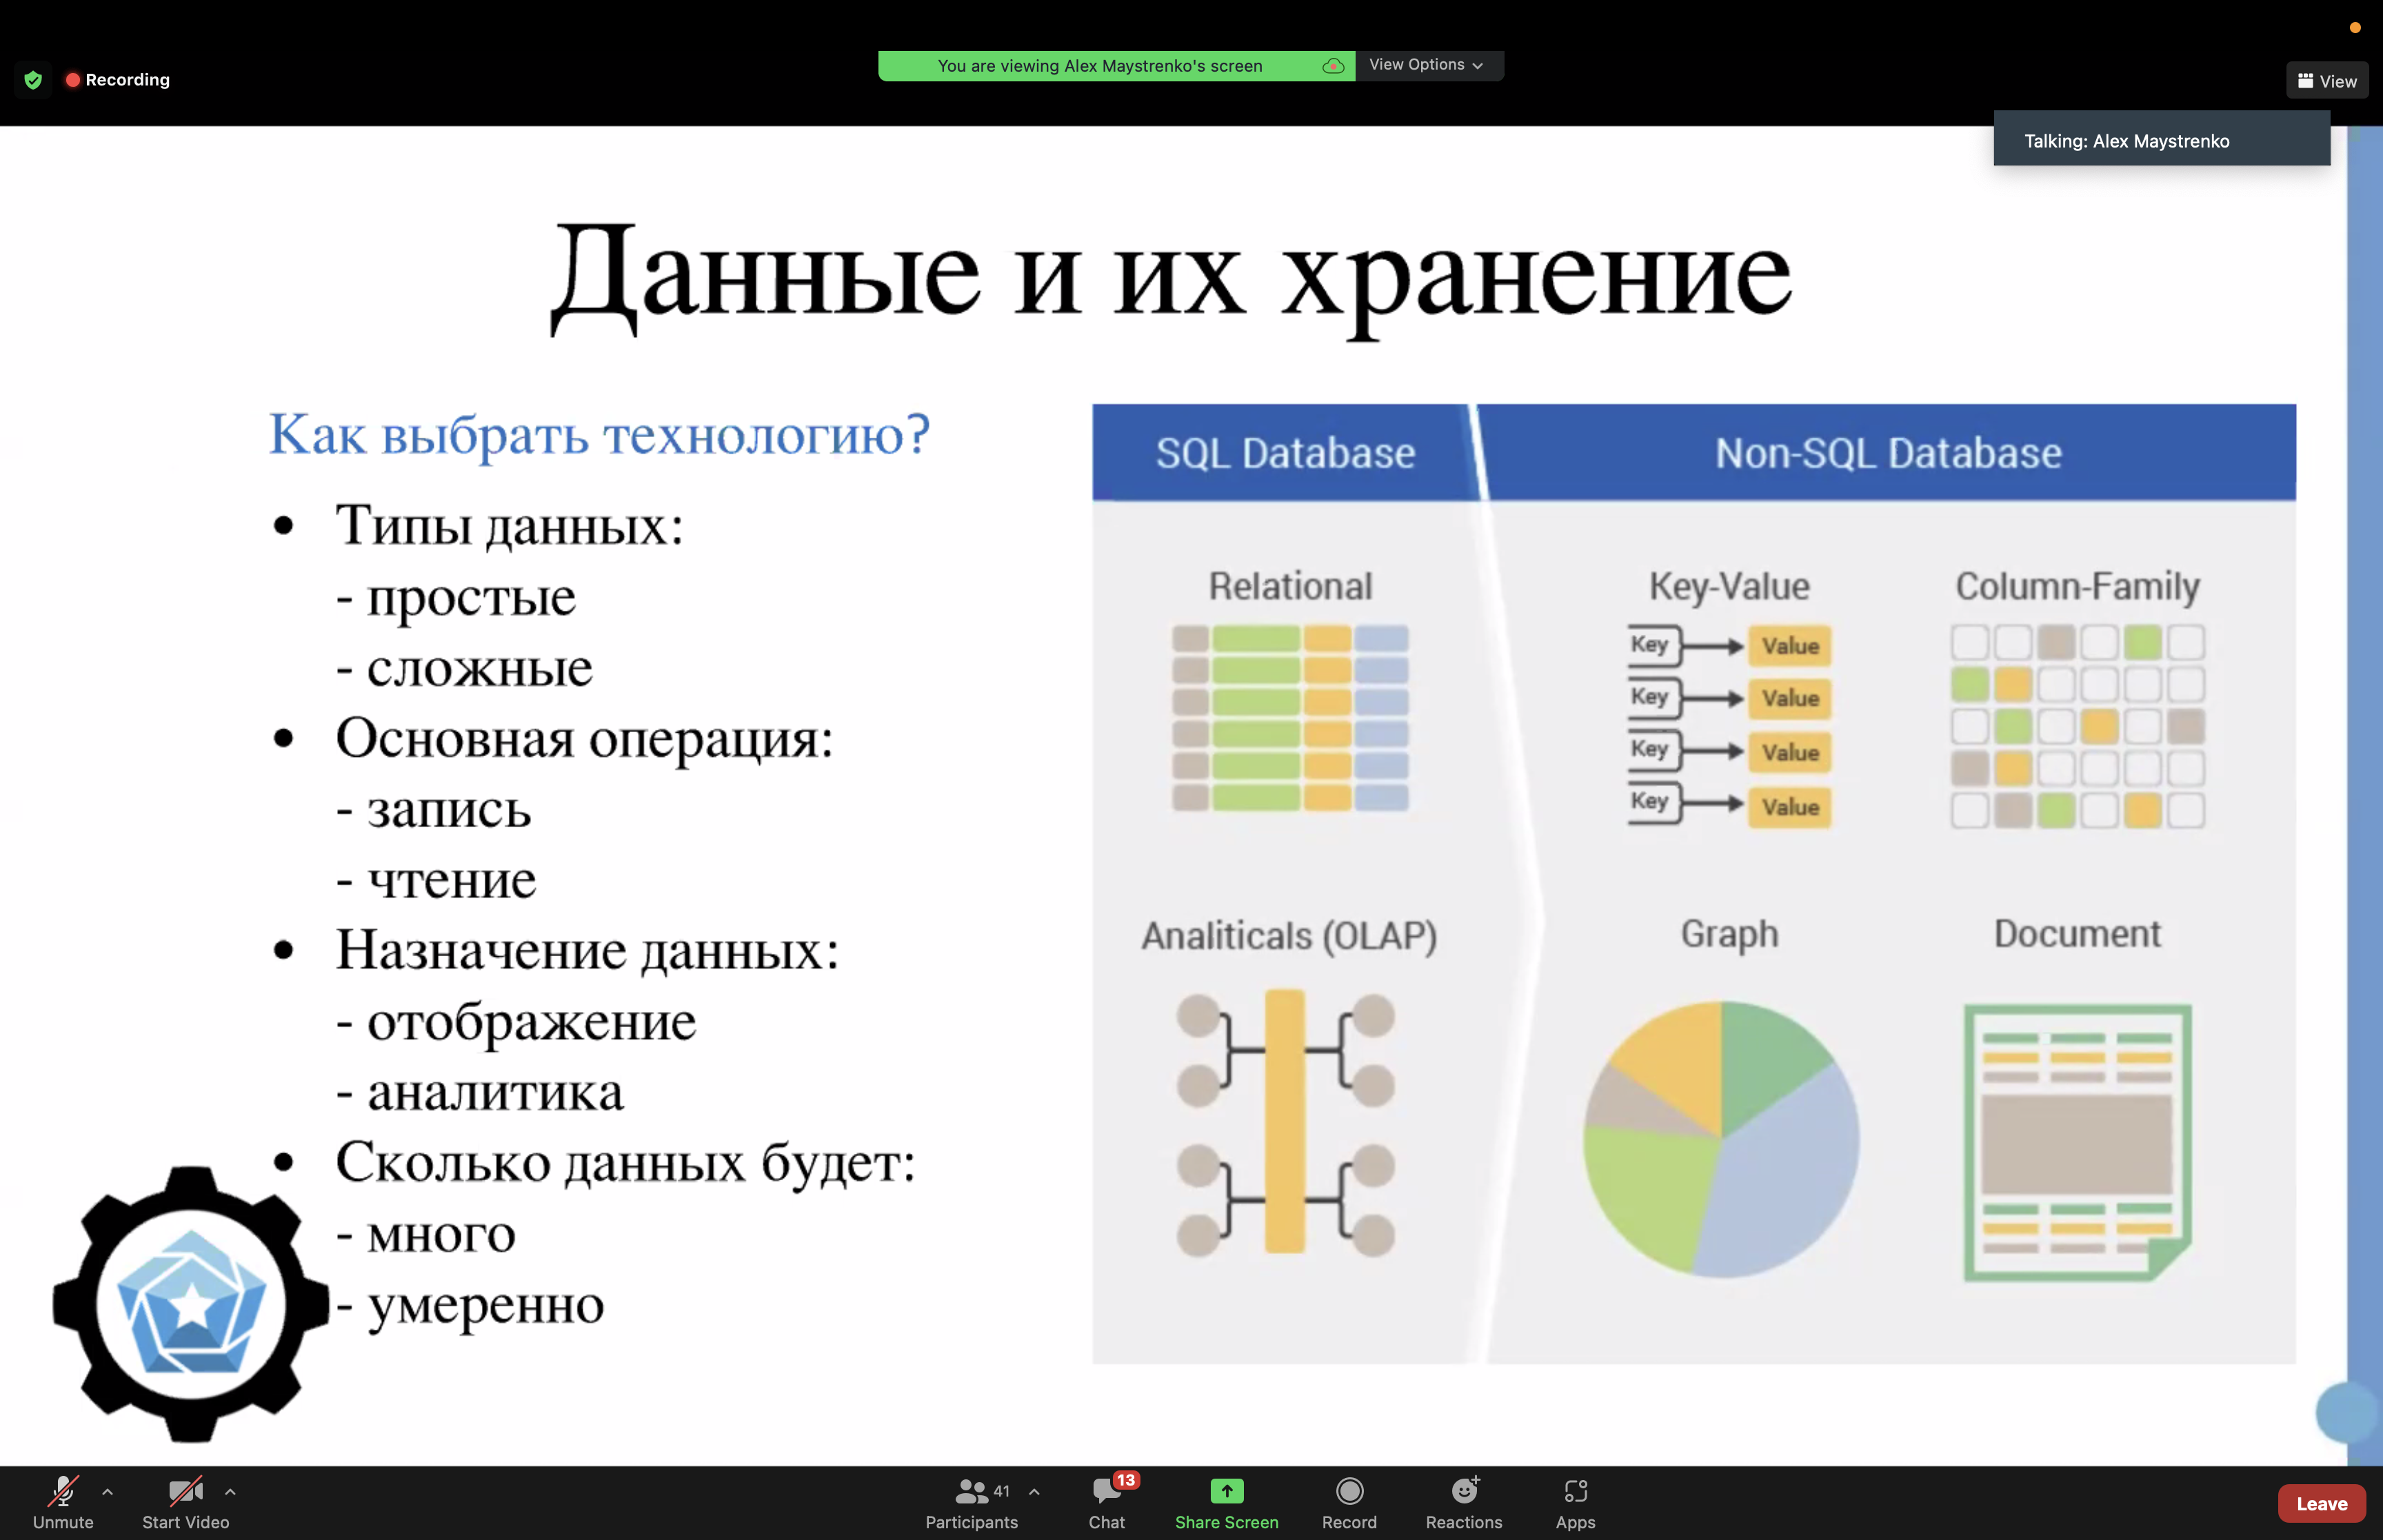 Recording
You are viewing Alex Maystrenko's screen
View Options
View
Talking: Alex Maystrenko
Данные и их хранение
Как выбрать технологию?
• Типы данных:
- простые
- сложные
• Основная операция:
- запись
- чтение
• Назначение данных:
- отображение
- аналитика
• Сколько данных будет:
- много
- умеренно
SQL Database
Non-SQL Database
Relational
Key-Value
Column-Family
Key Value
Key Value
Key Value
Key Value
Analiticals (OLAP)
Graph
Document
Unmute
Start Video
41
Participants
13
Chat
Share Screen
Record
Reactions
Apps
Leave